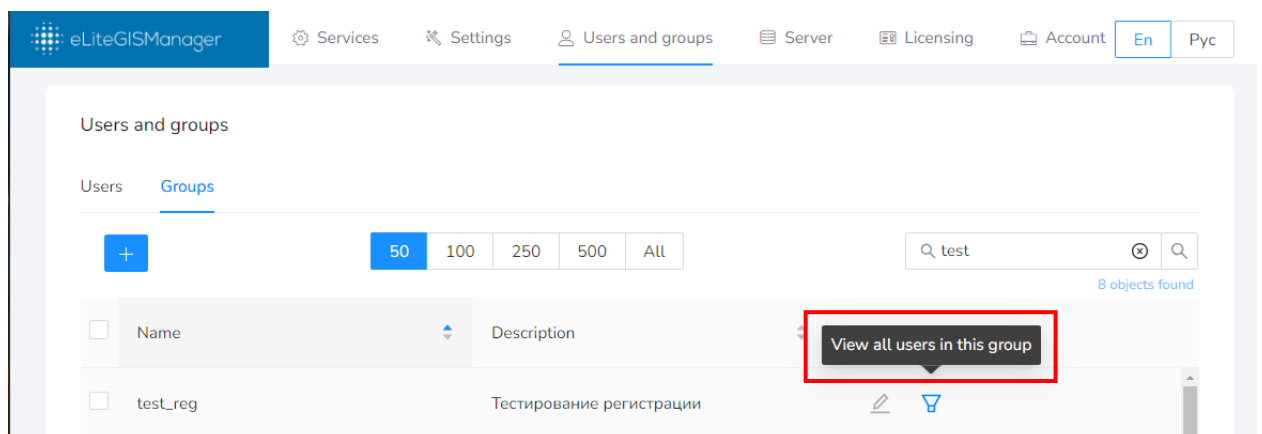 eLiteGISManager Services Settings Users and groups Server Licensing Account En Рус
Users and groups
Users Groups
+ 50 100 250 500 All test
8 objects found
Name Description View all users in this group
test_reg Тестирование регистрации